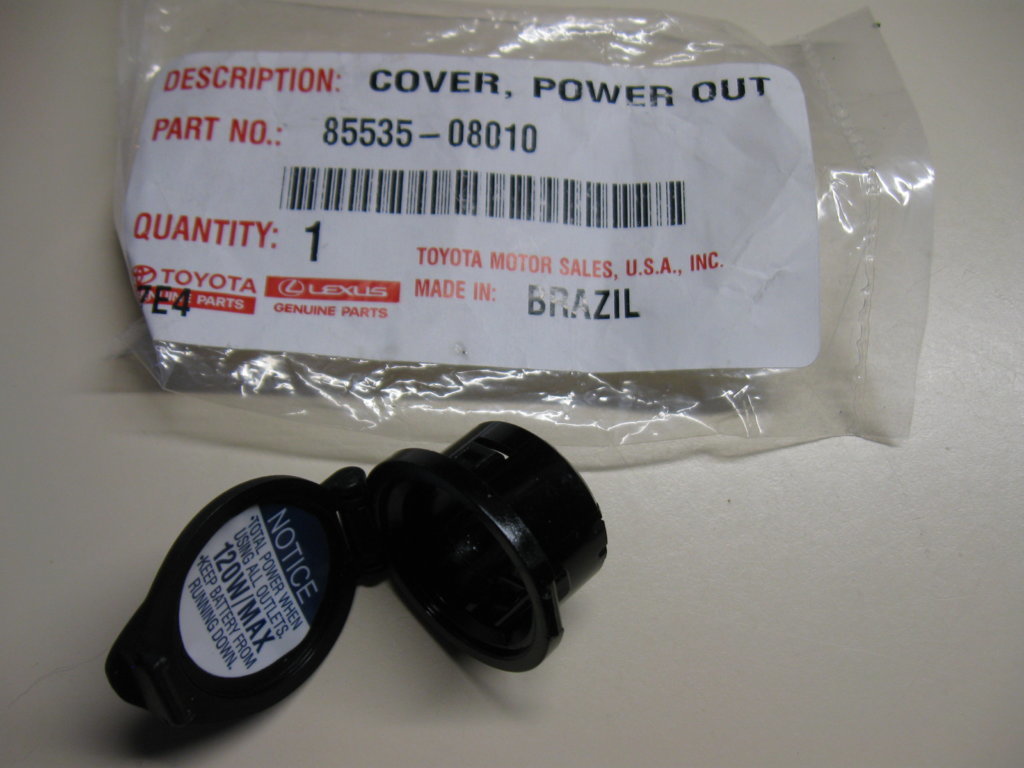 DESCRIPTION: COVER, POWER OUT
PART NO.: 85535-08010
QUANTITY: 1
TOYOTA MOTOR SALES, U.S.A., INC.
MADE IN: BRAZIL
TOYOTA
PARTS
7E4
LEXUS
GENUINE PARTS
NOTICE
•TOTAL POWER WHEN
USING ALL OUTLETS.
120W/MAX
•KEEP BATTERY FROM
RUNNING DOWN.